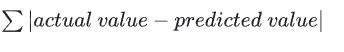 ∑ |actual value − predicted value|